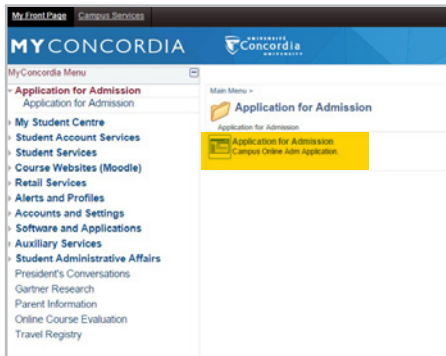 My Front Page Campus Services
MYCONCORDIA
UNIVERSITÉ
Concordia
UNIVERSITY
MyConcordia Menu
Application for Admission
Application for Admission
My Student Centre
Student Account Services
Student Services
Course Websites (Moodle)
Retail Services
Alerts and Profiles
Accounts and Settings
Software and Applications
Auxiliary Services
Student Administrative Affairs
President's Conversations
Gartner Research
Parent Information
Online Course Evaluation
Travel Registry
Main Menu >
Application for Admission
Application for Admission
Application for Admission
Campus Online Adm Application.